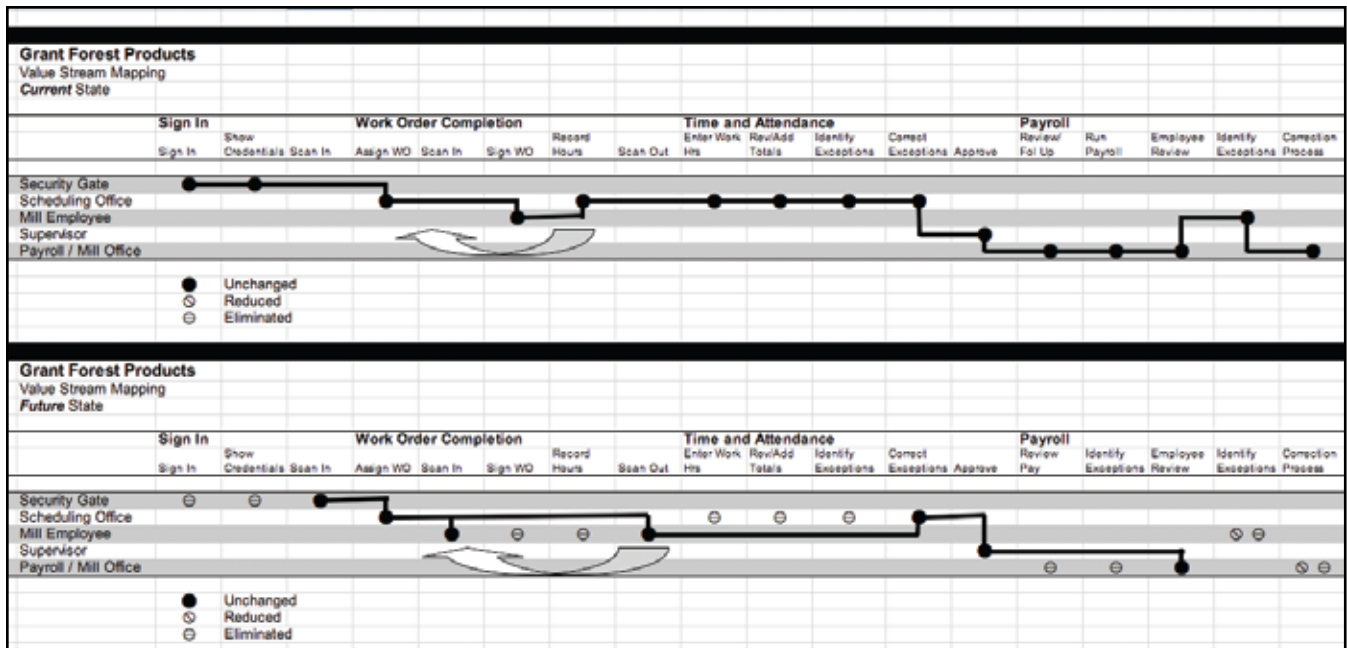 Grant Forest Products
Value Stream Mapping
Current State
Sign In Work Order Completion Time and Attendance Payroll
Show Record Enter Work Rev/Add Identify Correct Review/ Run Employee Identify Correction
Sign In Credentials Scan In Assign WO Scan In Sign WO Hours Scan Out Hrs Totals Exceptions Exceptions Approve Fol Up Payroll Review Exceptions Process
Security Gate
Scheduling Office
Mill Employee
Supervisor
Payroll / Mill Office
Unchanged
Reduced
Eliminated
Grant Forest Products
Value Stream Mapping
Future State
Sign In Work Order Completion Time and Attendance Payroll
Show Record Enter Work Rev/Add Identify Correct Review Identify Employee Identify Correction
Sign In Credentials Scan In Assign WO Scan In Sign WO Hours Scan Out Hrs Totals Exceptions Exceptions Approve Pay Exceptions Review Exceptions Process
Security Gate
Scheduling Office
Mill Employee
Supervisor
Payroll / Mill Office
Unchanged
Reduced
Eliminated